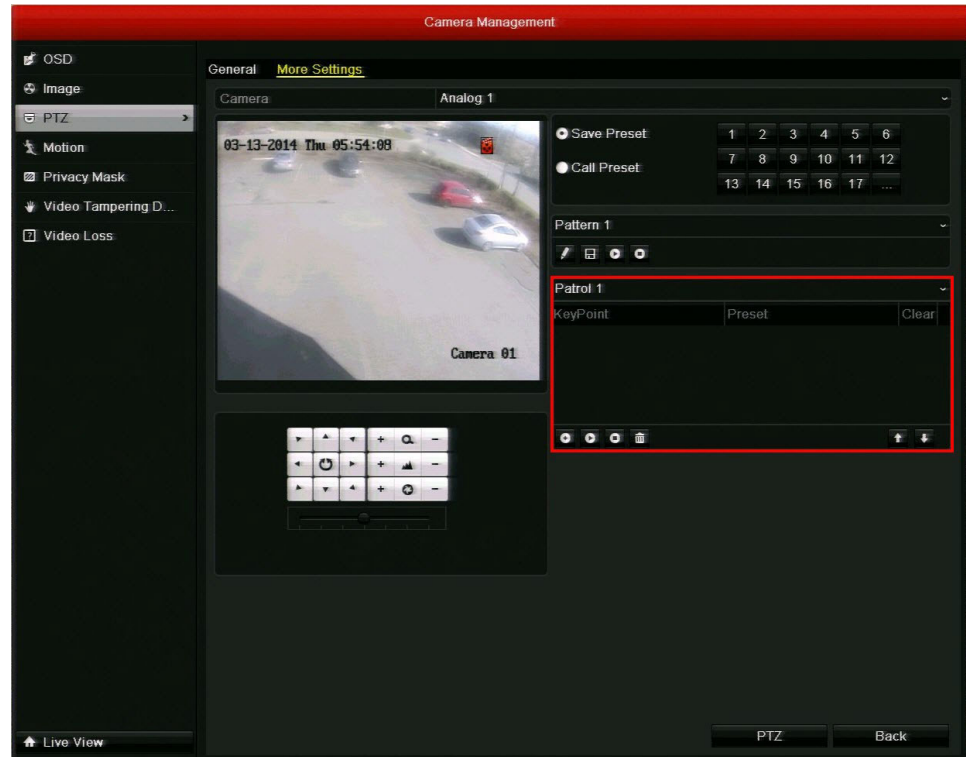 Camera Management
OSD
Image
PTZ
Motion
Privacy Mask
Video Tampering D...
Video Loss
Live View
General More Settings
Camera Analog 1
03-13-2014 Thu 05:54:09
Camera 01
Save Preset
Call Preset
1 2 3 4 5 6
7 8 9 10 11 12
13 14 15 16 17 ...
Pattern 1
Patrol 1
KeyPoint Preset Clear
PTZ Back